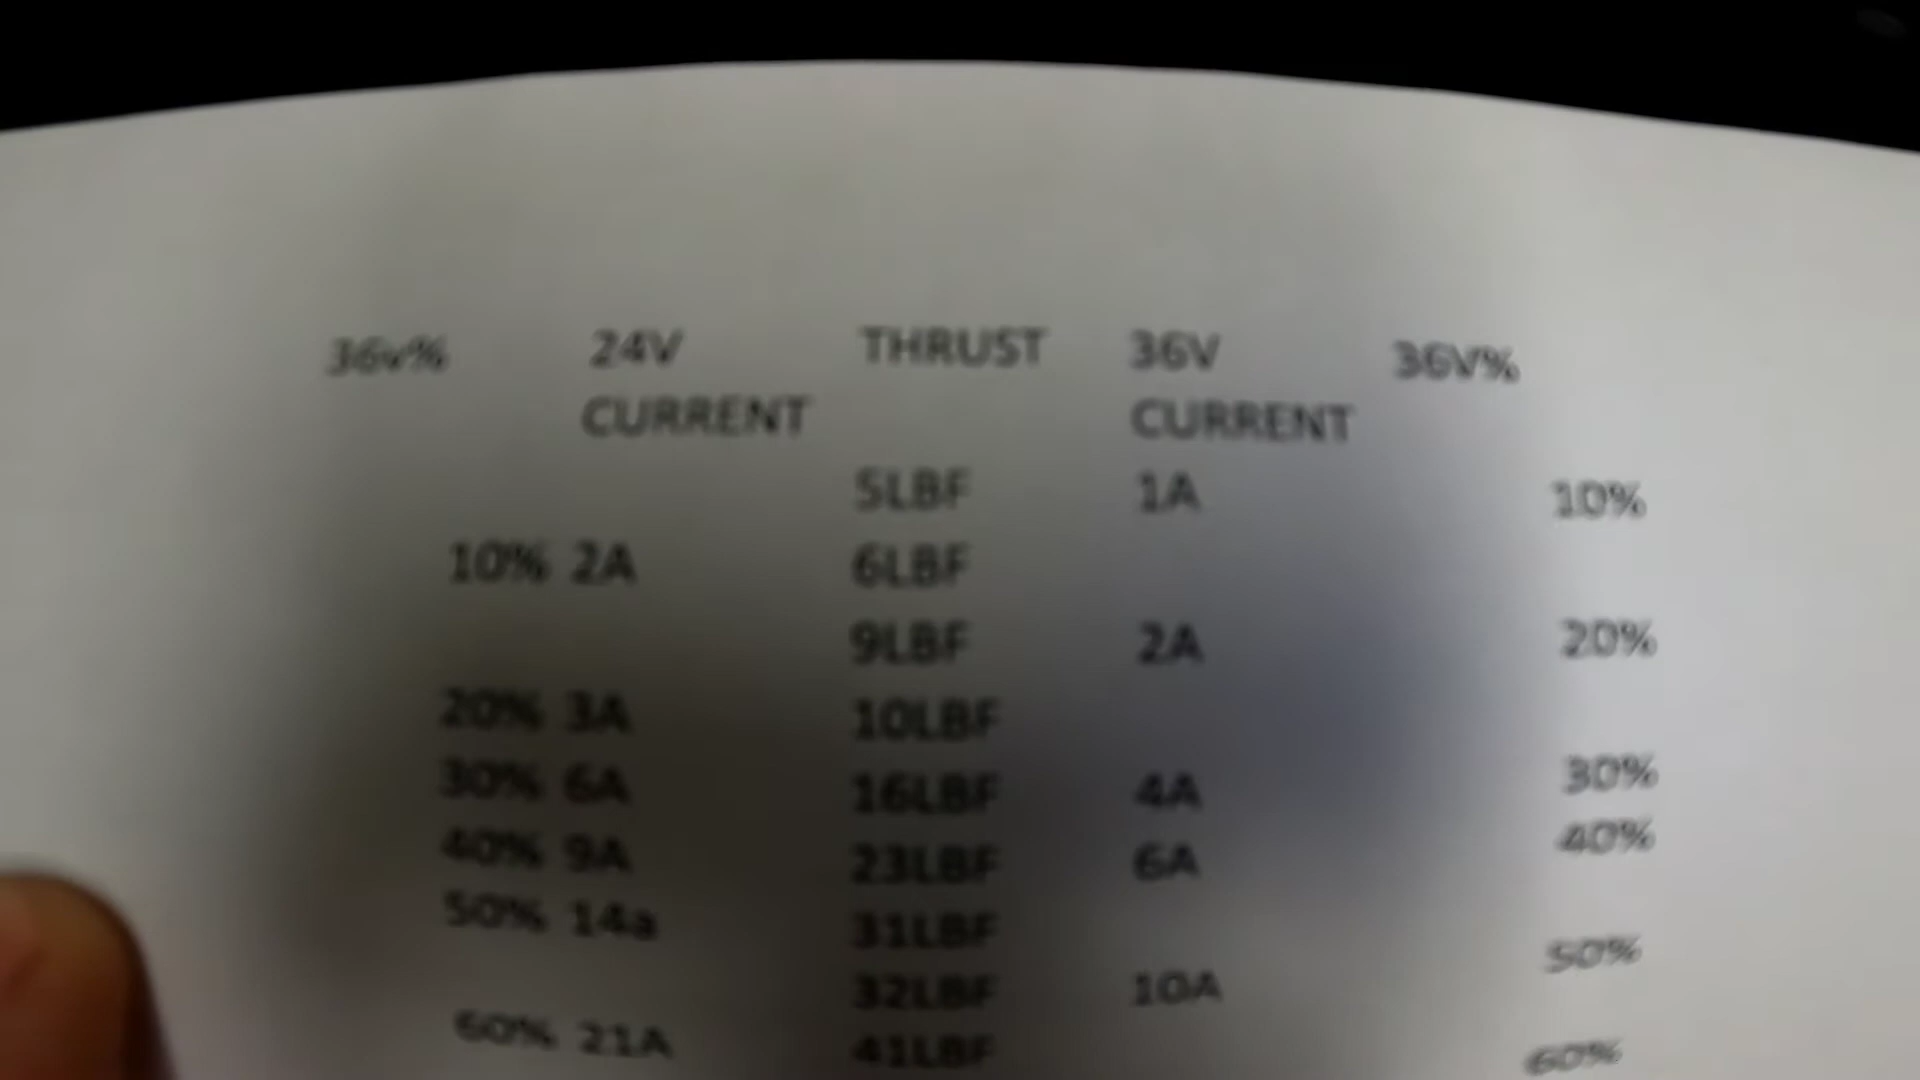 36v% 24V THRUST 36V 36V%
CURRENT CURRENT
5LBF 1A 10%
10% 2A 6LBF
9LBF 2A 20%
20% 3A 10LBF
30% 6A 16LBF 4A 30%
40% 9A 23LBF 6A 40%
50% 14a 31LBF
32LBF 10A 50%
60% 21A 41LBF 60%